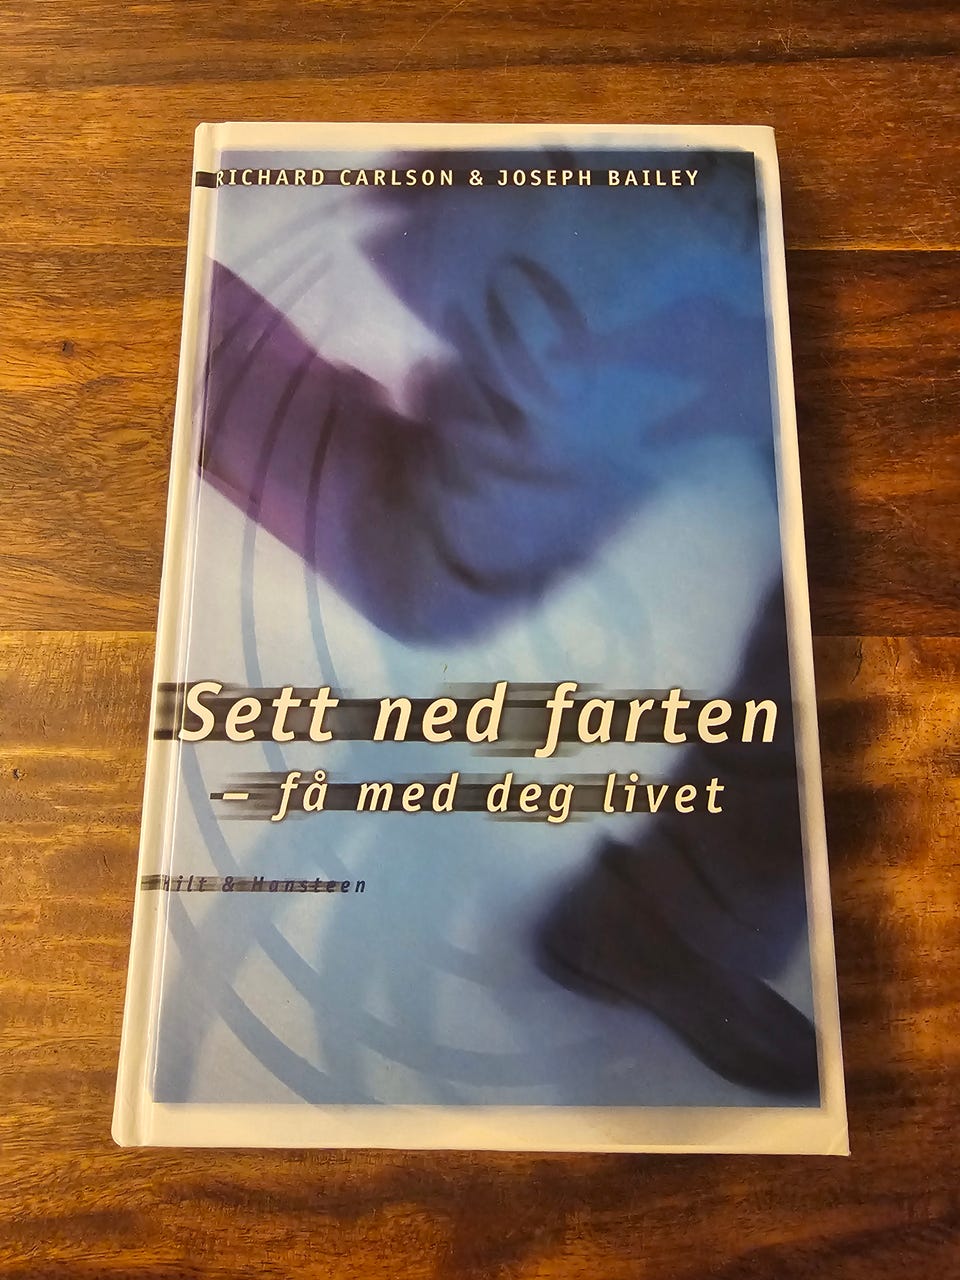 RICHARD CARLSON & JOSEPH BAILEY
Sett ned farten
– få med deg livet
Hilt & Hansteen